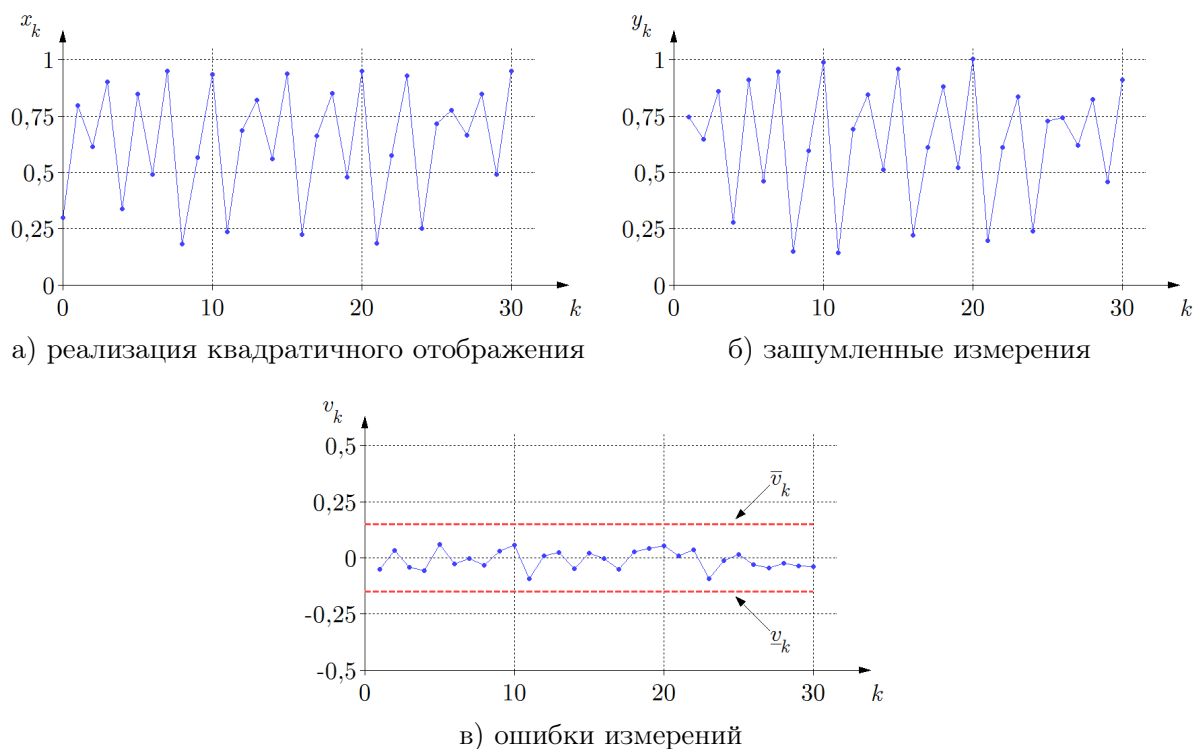 x_k
1
0,75
0,5
0,25
0
0 10 20 30 k
а) реализация квадратичного отображения
y_k
1
0,75
0,5
0,25
0
0 10 20 30 k
б) зашумленные измерения
v_k
0,5
0,25
0
-0,25
-0,5
v̅_k
v̲_k
0 10 20 30 k
в) ошибки измерений